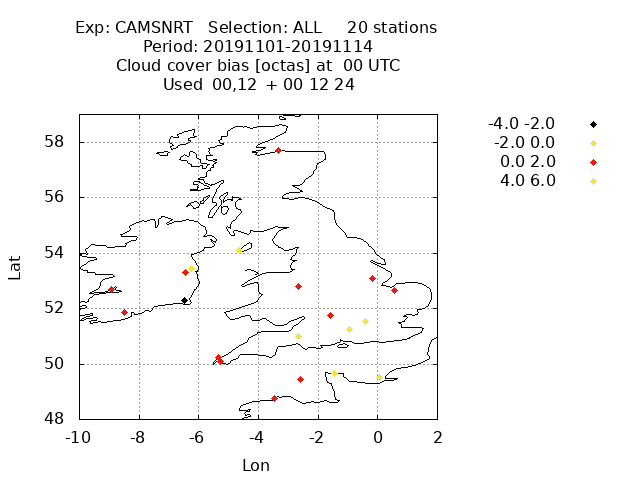 Exp: CAMSNRT   Selection: ALL     20 stations
Period: 20191101-20191114
Cloud cover bias [octas] at  00 UTC
Used  00,12  + 00 12 24
-4.0 -2.0
-2.0 0.0
0.0 2.0
4.0 6.0
58
56
54
52
50
48
Lat
-10 -8 -6 -4 -2 0 2
Lon